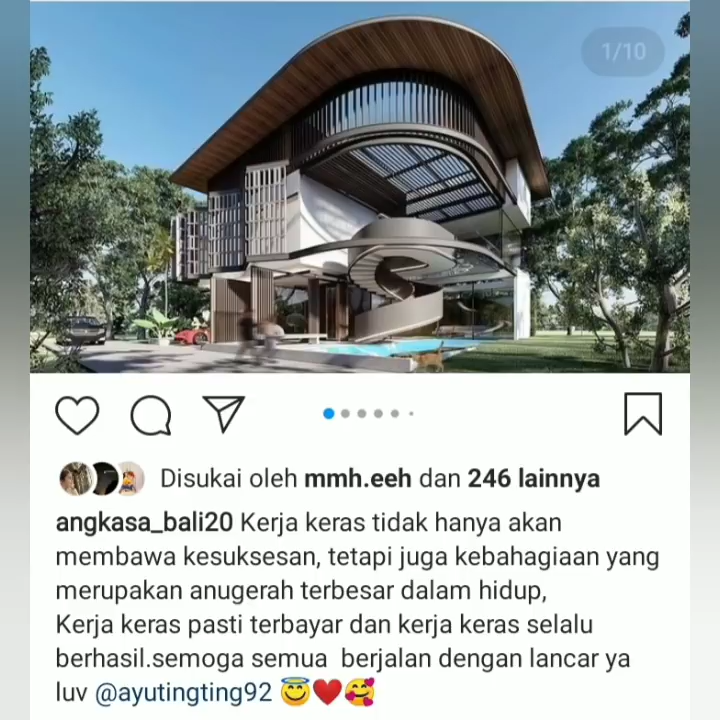 1/10
Disukai oleh mmh.eeh dan 246 lainnya
angkasa_bali20 Kerja keras tidak hanya akan
membawa kesuksesan, tetapi juga kebahagiaan yang
merupakan anugerah terbesar dalam hidup,
Kerja keras pasti terbayar dan kerja keras selalu
berhasil.semoga semua  berjalan dengan lancar ya
luv @ayutingting92 😇❤️🥰